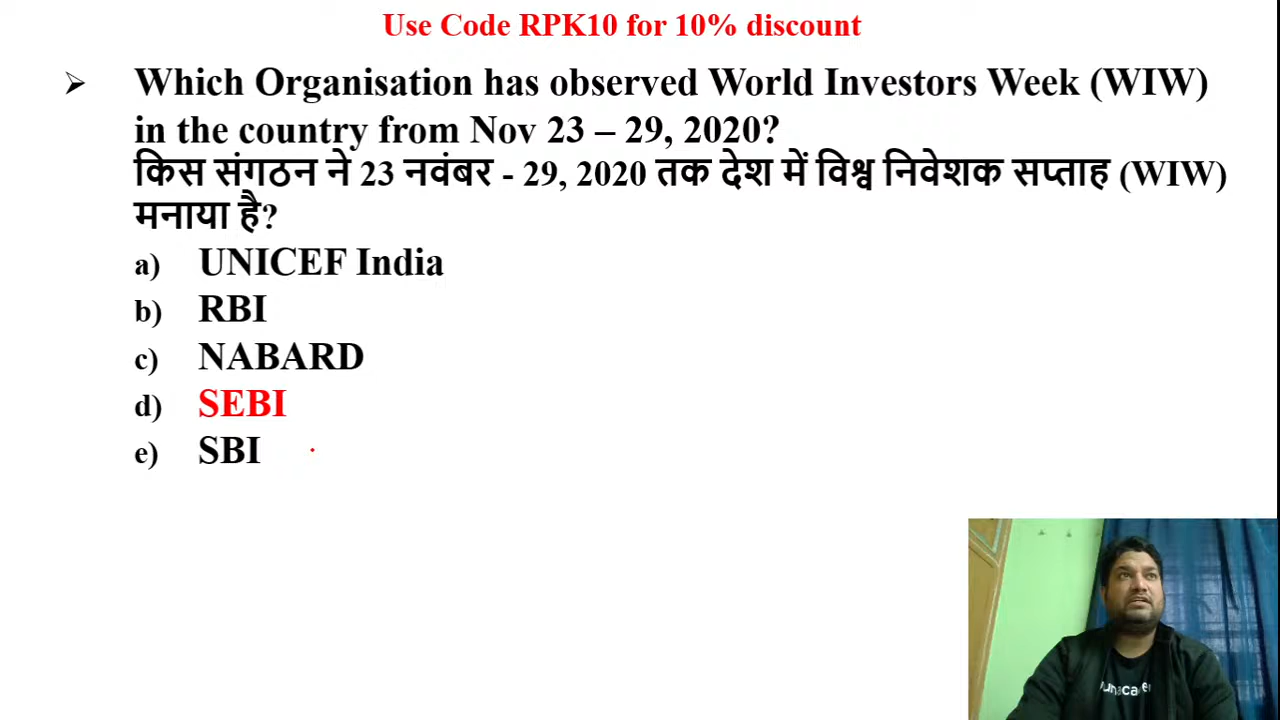 Use Code RPK10 for 10% discount
➢ Which Organisation has observed World Investors Week (WIW)
in the country from Nov 23 – 29, 2020?
किस संगठन ने 23 नवंबर - 29, 2020 तक देश में विश्व निवेशक सप्ताह (WIW)
मनाया है?
a) UNICEF India
b) RBI
c) NABARD
d) SEBI
e) SBI